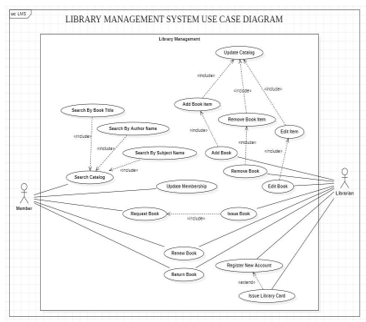 uc LMS
LIBRARY MANAGEMENT SYSTEM USE CASE DIAGRAM
Library Management
Update Catalog
«include»
«include»
«include»
Add Book Item
Search By Book Title
Remove Book Item
Search By Author Name
Edit Item
«include»
«include»
«include»
«include»
«include»
Search By Subject Name
Add Book
«include»
Search Catalog
Remove Book
Librarian
Update Membership
Edit Book
Member
Request Book
«include»
Issue Book
Renew Book
Register New Account
Return Book
«extend»
Issue Library Card